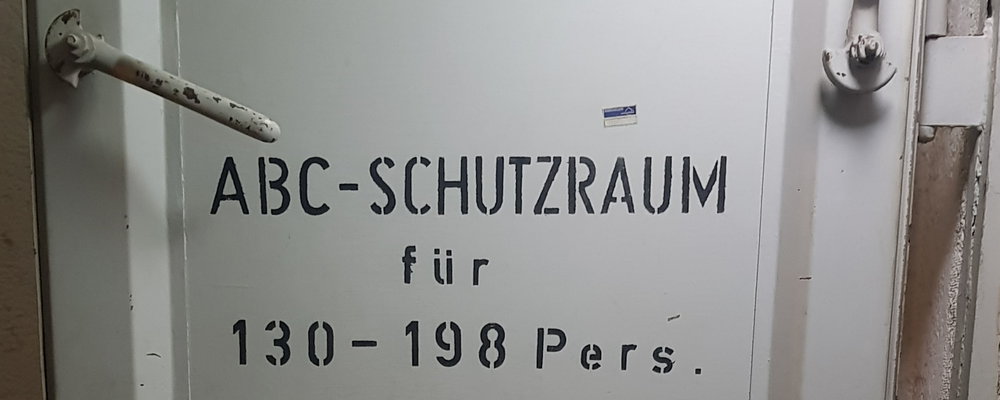 ABC-SCHUTZRAUM
für
130-198 Pers.